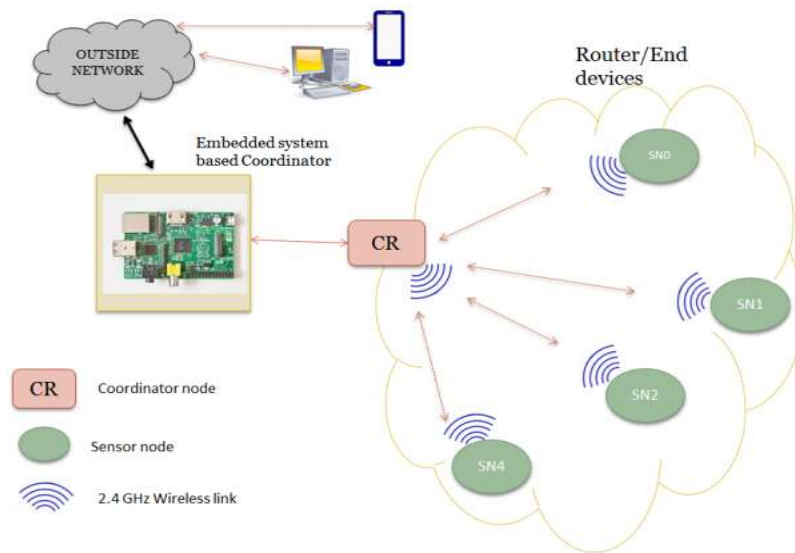 OUTSIDE
NETWORK
Router/End
devices
Embedded system
based Coordinator
SN0
CR
SN1
SN2
SN4
CR
Coordinator node
Sensor node
2.4 GHz Wireless link